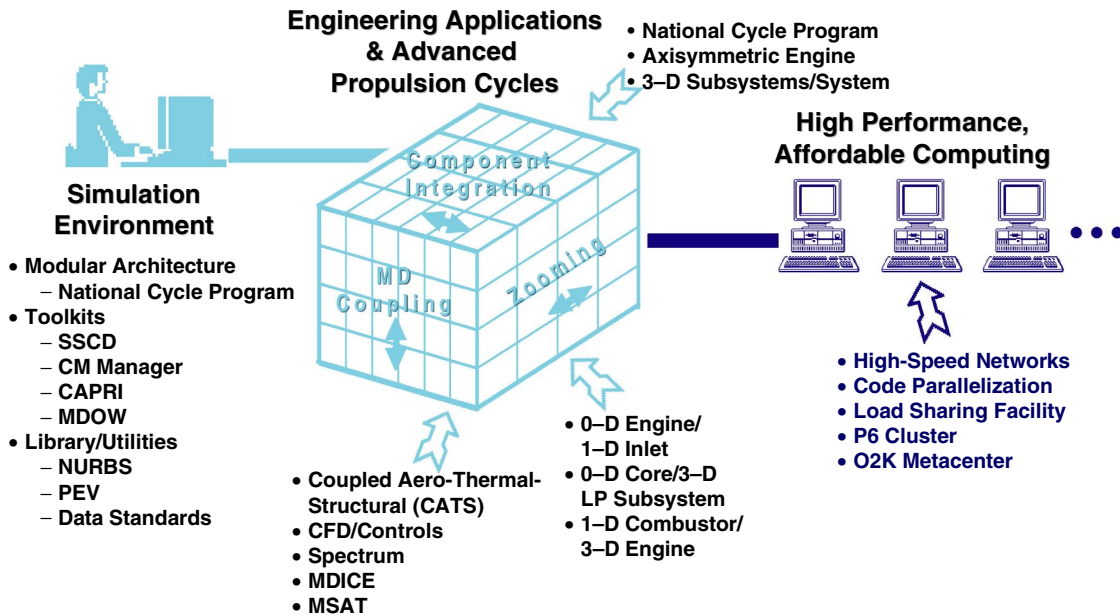 Engineering Applications
& Advanced
Propulsion Cycles
• National Cycle Program
• Axisymmetric Engine
• 3–D Subsystems/System
High Performance,
Affordable Computing
Simulation
Environment
• Modular Architecture
– National Cycle Program
• Toolkits
– SSCD
– CM Manager
– CAPRI
– MDOW
• Library/Utilities
– NURBS
– PEV
– Data Standards
Component
Integration
MD
Coupling
Zooming
• Coupled Aero-Thermal-
Structural (CATS)
• CFD/Controls
• Spectrum
• MDICE
• MSAT
• 0–D Engine/
1–D Inlet
• 0–D Core/3–D
LP Subsystem
• 1–D Combustor/
3–D Engine
• High-Speed Networks
• Code Parallelization
• Load Sharing Facility
• P6 Cluster
• O2K Metacenter